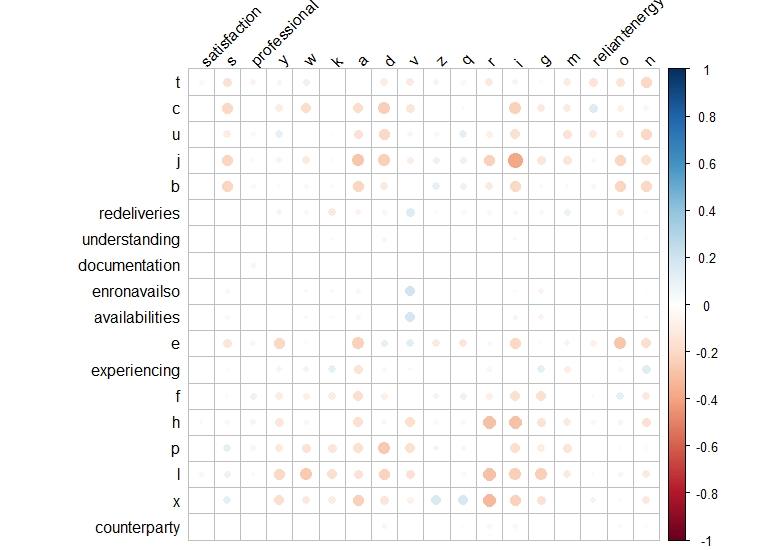 satisfaction
s
professional
y
w
k
a
d
v
z
q
r
i
g
m
reliantenergy
o
n
t
c
u
j
b
redeliveries
understanding
documentation
enronavailso
availabilities
e
experiencing
f
h
p
l
x
counterparty
1
0.8
0.6
0.4
0.2
0
-0.2
-0.4
-0.6
-0.8
-1